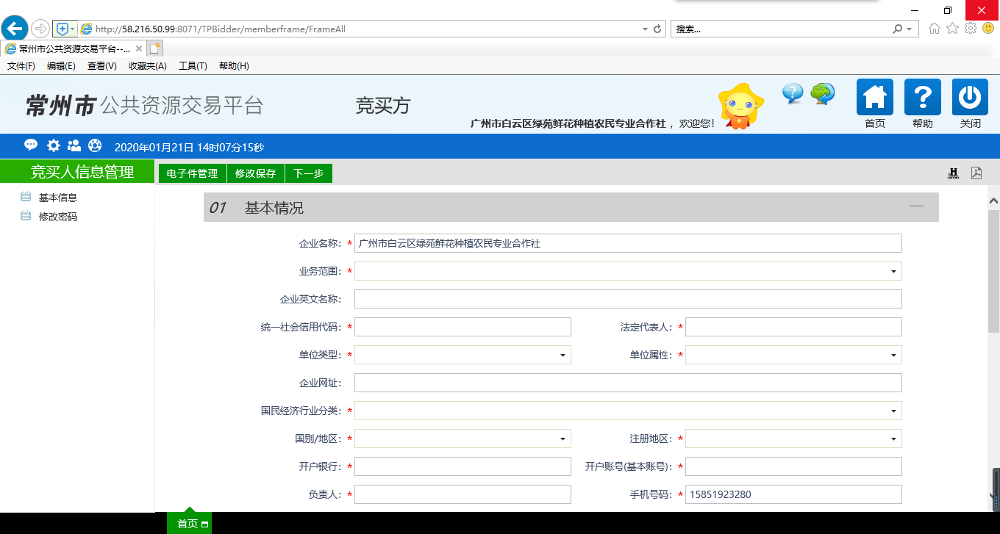 http://58.216.50.99:8071/TPBidder/memberframe/FrameAll
搜索...
常州市公共资源交易平台--...
文件(F) 编辑(E) 查看(V) 收藏夹(A) 工具(T) 帮助(H)
常州市公共资源交易平台
竞买方
广州市白云区绿苑鲜花种植农民专业合作社，欢迎您!
首页 帮助 关闭
2020年01月21日 14时07分15秒
竞买人信息管理
电子件管理 修改保存 下一步
HISTORY
基本信息
修改密码
01 基本情况
企业名称：* 广州市白云区绿苑鲜花种植农民专业合作社
业务范围：*
企业英文名称：
统一社会信用代码：* 法定代表人：*
单位类型：* 单位属性：*
企业网址：
国民经济行业分类：*
国别/地区：* 注册地区：*
开户银行：* 开户账号(基本账号)：*
负责人：* 手机号码：* 15851923280
首页